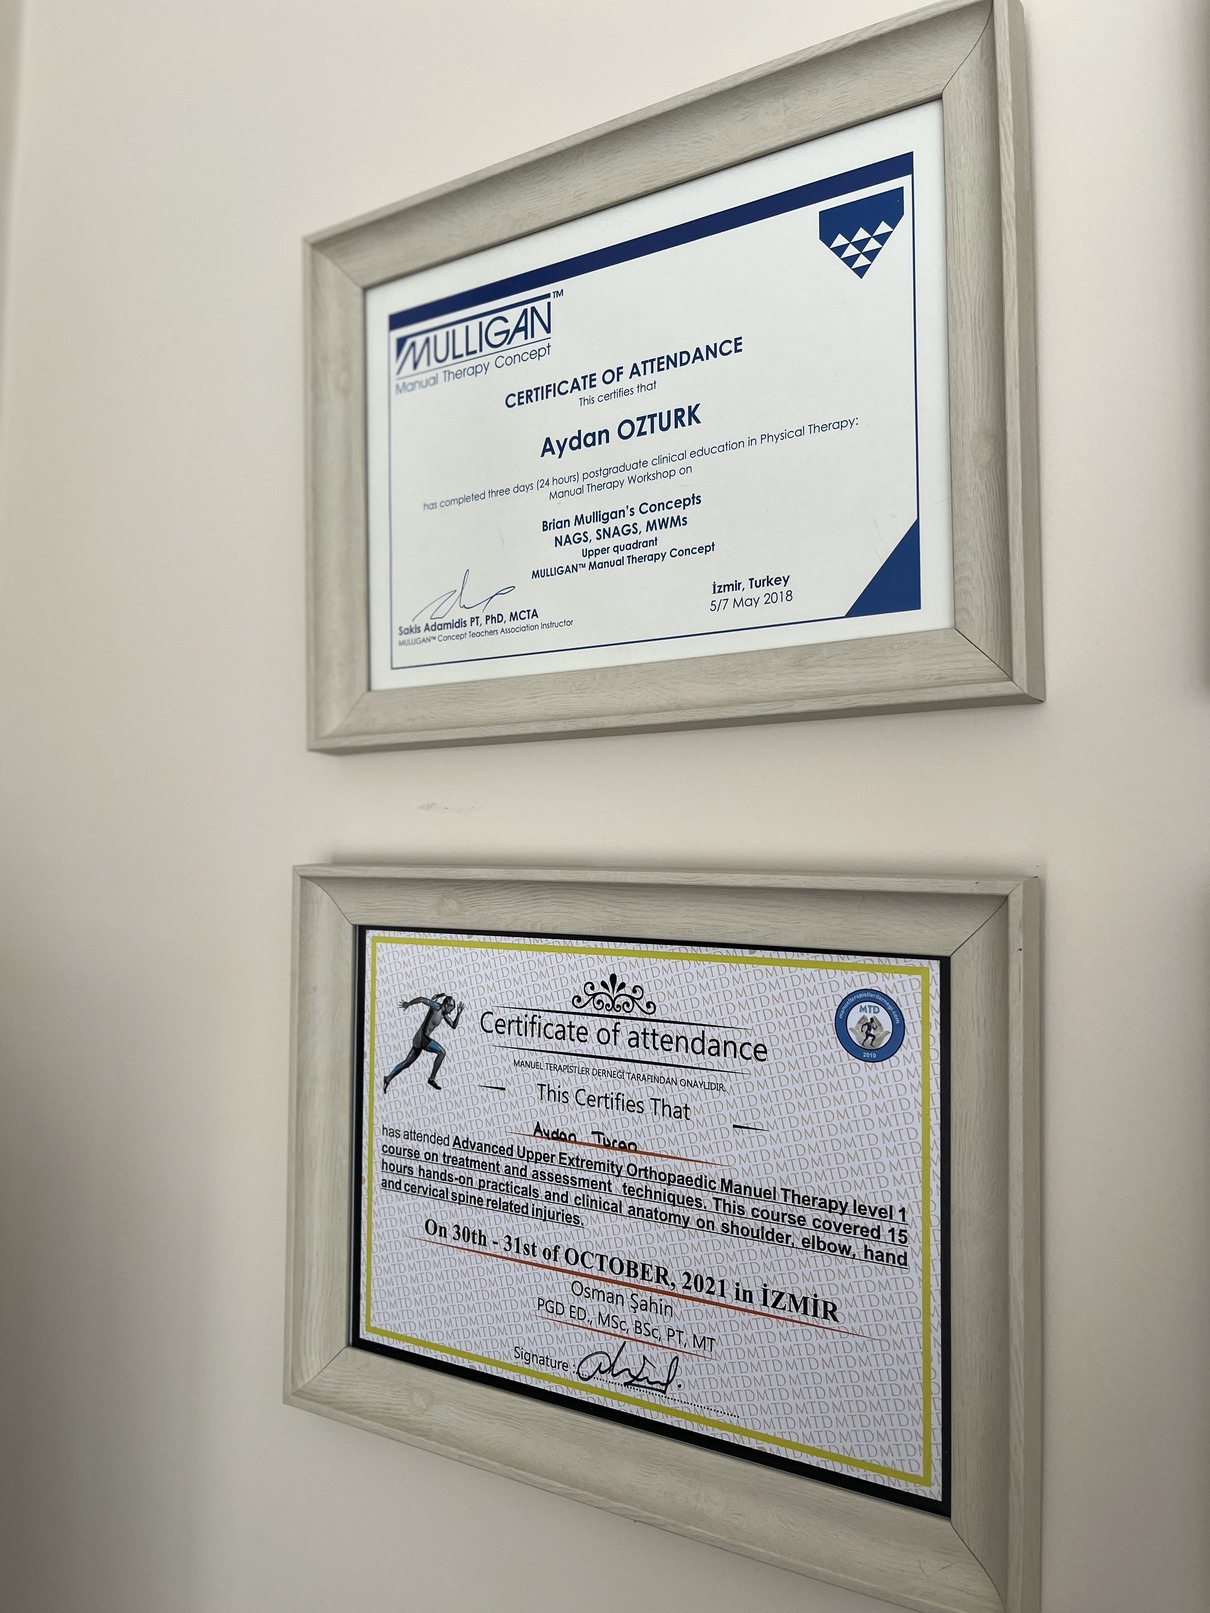 MULLIGAN™
Manual Therapy Concept
CERTIFICATE OF ATTENDANCE
This certifies that
Aydan OZTURK
has completed three days (24 hours) postgraduate clinical education in Physical Therapy:
Manual Therapy Workshop on
Brian Mulligan's Concepts
NAGS, SNAGS, MWMs
Upper quadrant
MULLIGAN™ Manual Therapy Concept
Sakis Adamidis PT, PhD, MCTA
MULLIGAN™ Concept Teachers Association Instructor
İzmir, Turkey
5/7 May 2018
Certificate of attendance
MANUEL TERAPİSTLER DERNEĞİ TARAFINDAN ONAYLIDIR.
This Certifies That
Aydan Turan
has attended Advanced Upper Extremity Orthopaedic Manuel Therapy level 1
course on treatment and assessment techniques. This course covered 15
hours hands-on practicals and clinical anatomy on shoulder, elbow, hand
and cervical spine related injuries.
On 30th - 31st of OCTOBER, 2021 in İZMİR
Osman Şahin
PGD ED., MSc, BSc, PT, MT
Signature :
manuelterapistlerdernegi.com
MTD
2010